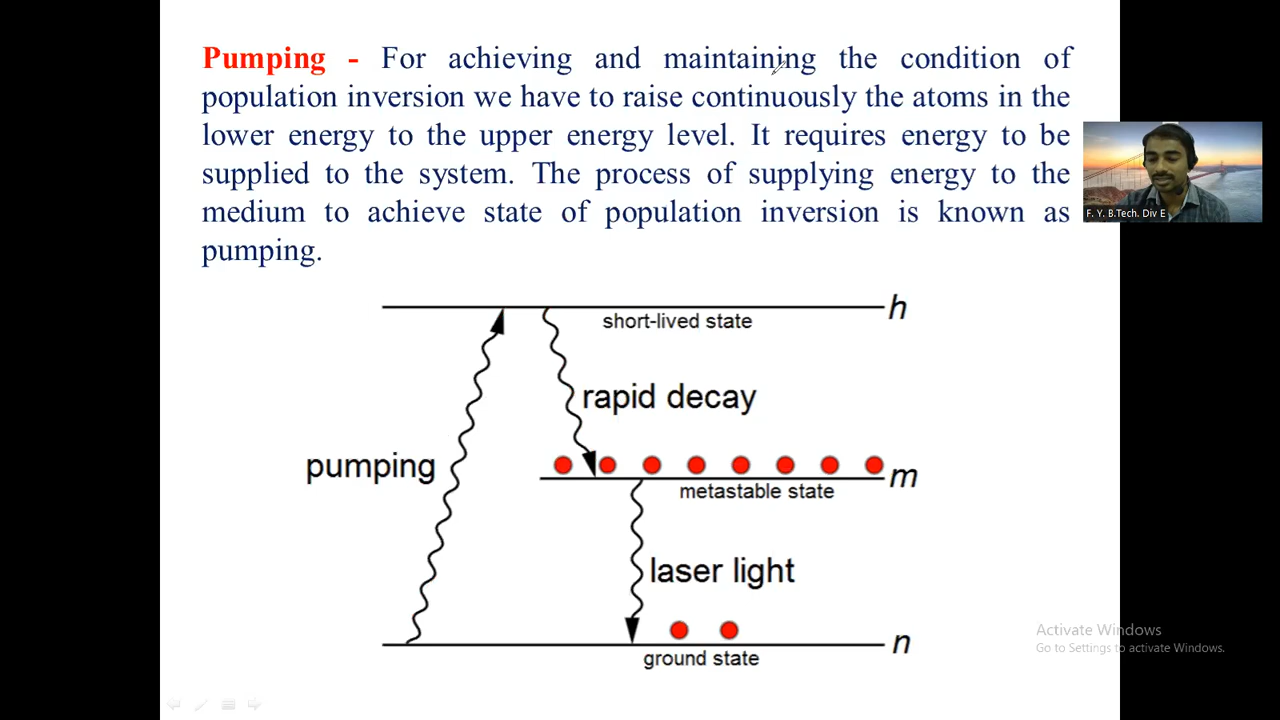 Pumping - For achieving and maintaining the condition of
population inversion we have to raise continuously the atoms in the
lower energy to the upper energy level. It requires energy to be
supplied to the system. The process of supplying energy to the
medium to achieve state of population inversion is known as
pumping.
F. Y. B.Tech. Div E
h
short-lived state
rapid decay
pumping
m
metastable state
laser light
n
ground state
Activate Windows
Go to Settings to activate Windows.